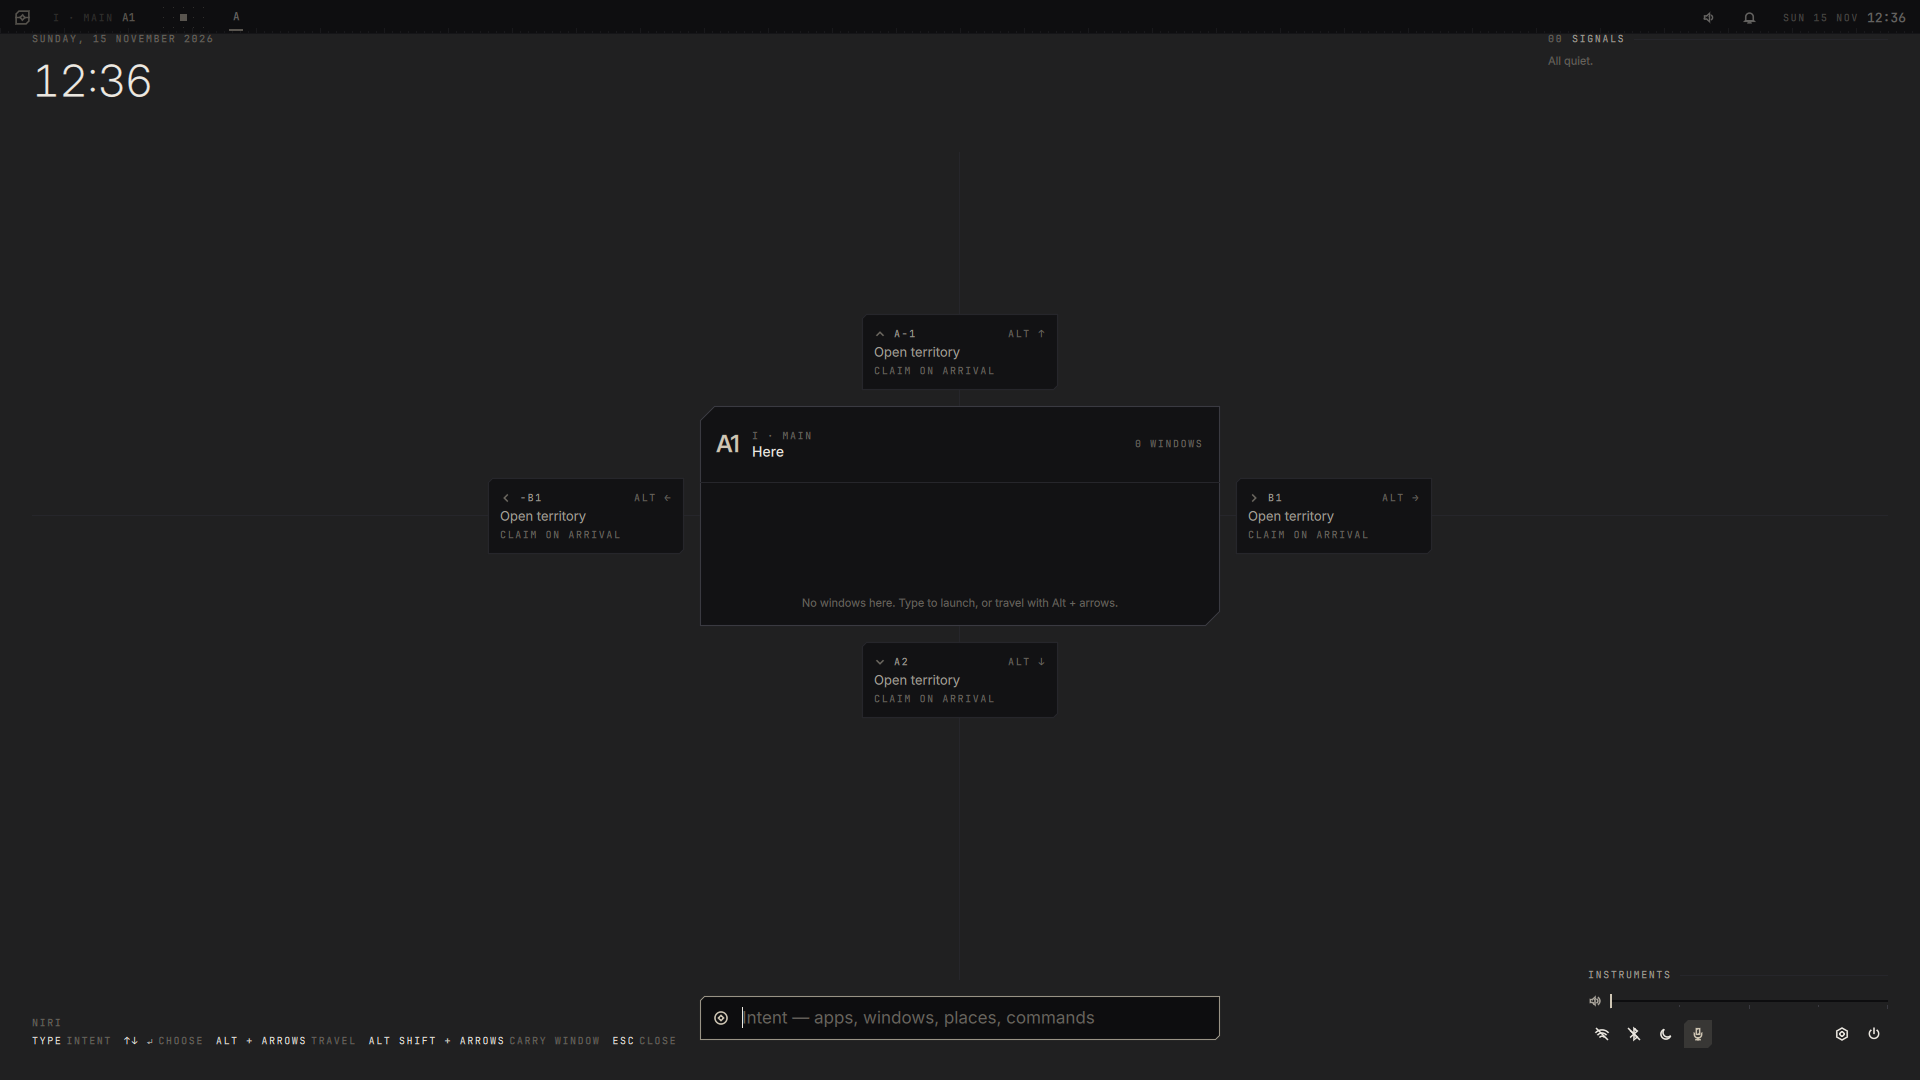 I · MAIN A1
A
SUN 15 NOV 12:36
SUNDAY, 15 NOVEMBER 2026
12:36
00 SIGNALS
All quiet.
A-1 ALT ↑
Open territory
CLAIM ON ARRIVAL
A1 I · MAIN
Here
0 WINDOWS
-B1 ALT ←
Open territory
CLAIM ON ARRIVAL
B1 ALT →
Open territory
CLAIM ON ARRIVAL
No windows here. Type to launch, or travel with Alt + arrows.
A2 ALT ↓
Open territory
CLAIM ON ARRIVAL
INSTRUMENTS
Intent — apps, windows, places, commands
NIRI
TYPE INTENT ↑↓ ↵ CHOOSE ALT + ARROWS TRAVEL ALT SHIFT + ARROWS CARRY WINDOW ESC CLOSE